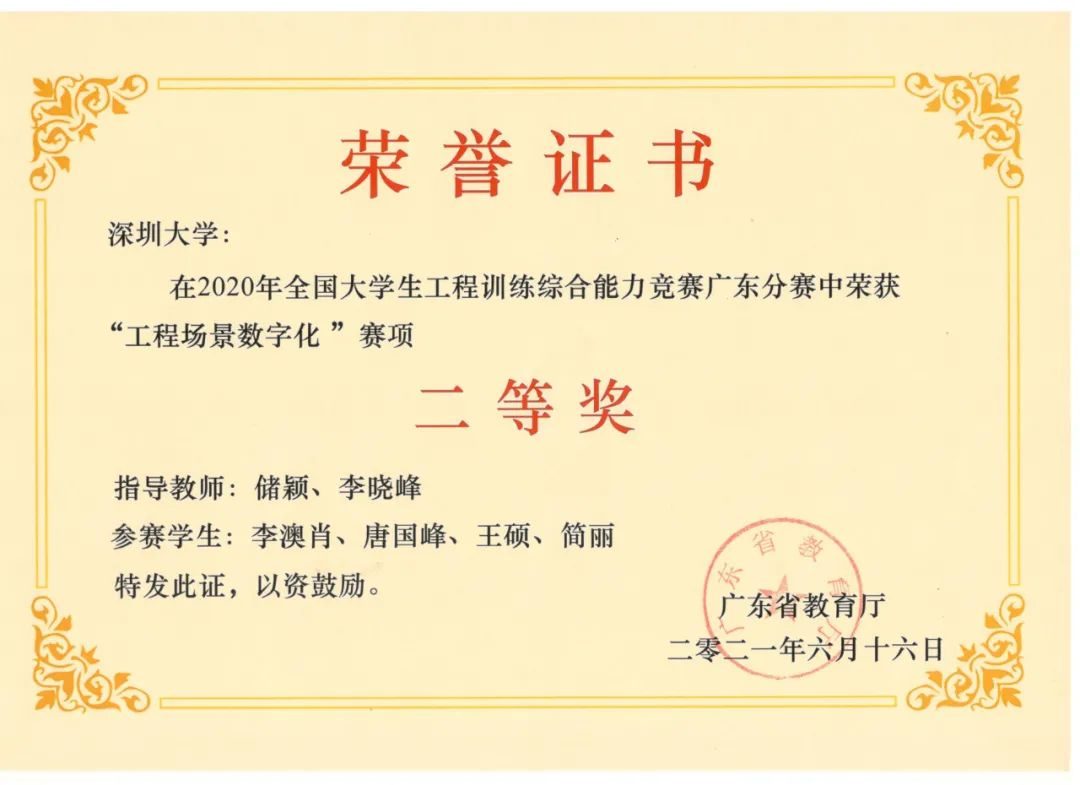 荣誉证书
深圳大学：
在2020年全国大学生工程训练综合能力竞赛广东分赛中荣获
“工程场景数字化 ”赛项
二等奖
指导教师：储颖、李晓峰
参赛学生：李澳肖、唐国峰、王硕、简丽
特发此证，以资鼓励。
广东省教育厅
广东省教育厅
二零二一年六月十六日